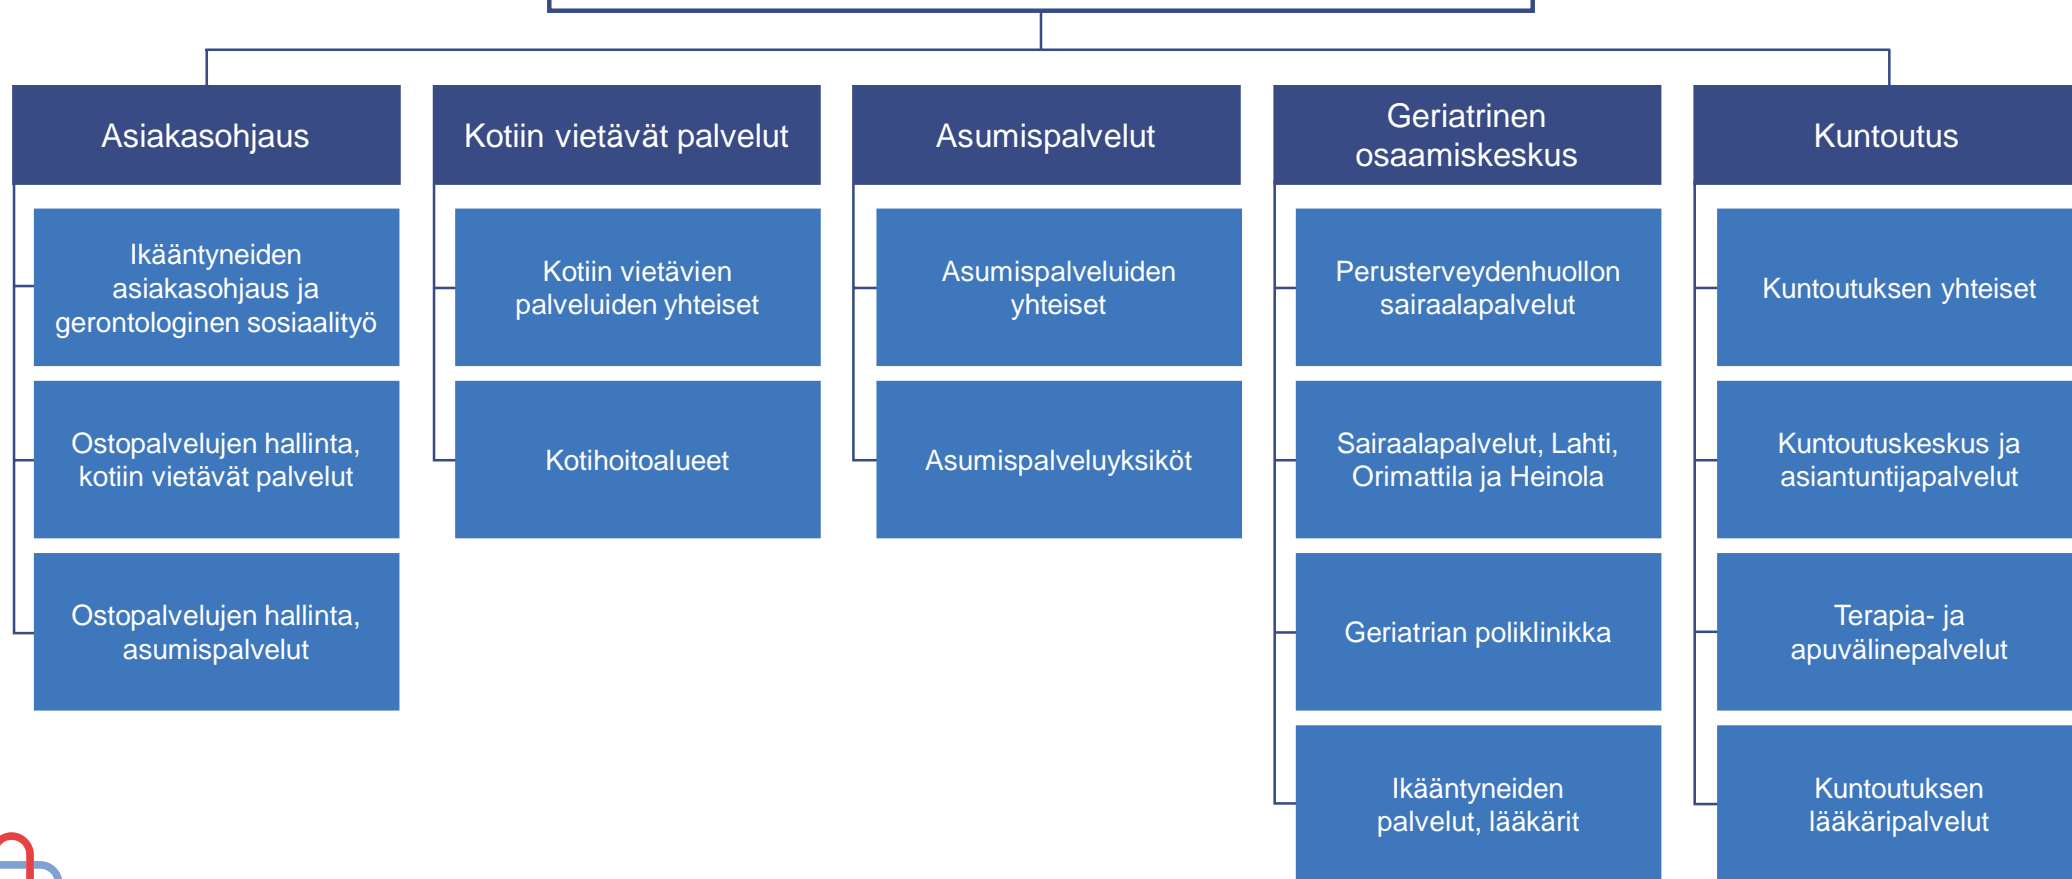 Asiakasohjaus
Ikääntyneiden
asiakasohjaus ja
gerontologinen sosiaalityö
Ostopalvelujen hallinta,
kotiin vietävät palvelut
Ostopalvelujen hallinta,
asumispalvelut
Kotiin vietävät palvelut
Kotiin vietävien
palveluiden yhteiset
Kotihoitoalueet
Asumispalvelut
Asumispalveluiden
yhteiset
Asumispalveluyksiköt
Geriatrinen
osaamiskeskus
Perusterveydenhuollon
sairaalapalvelut
Sairaalapalvelut, Lahti,
Orimattila ja Heinola
Geriatrian poliklinikka
Ikääntyneiden
palvelut, lääkärit
Kuntoutus
Kuntoutuksen yhteiset
Kuntoutuskeskus ja
asiantuntijapalvelut
Terapia- ja
apuvälinepalvelut
Kuntoutuksen
lääkäripalvelut